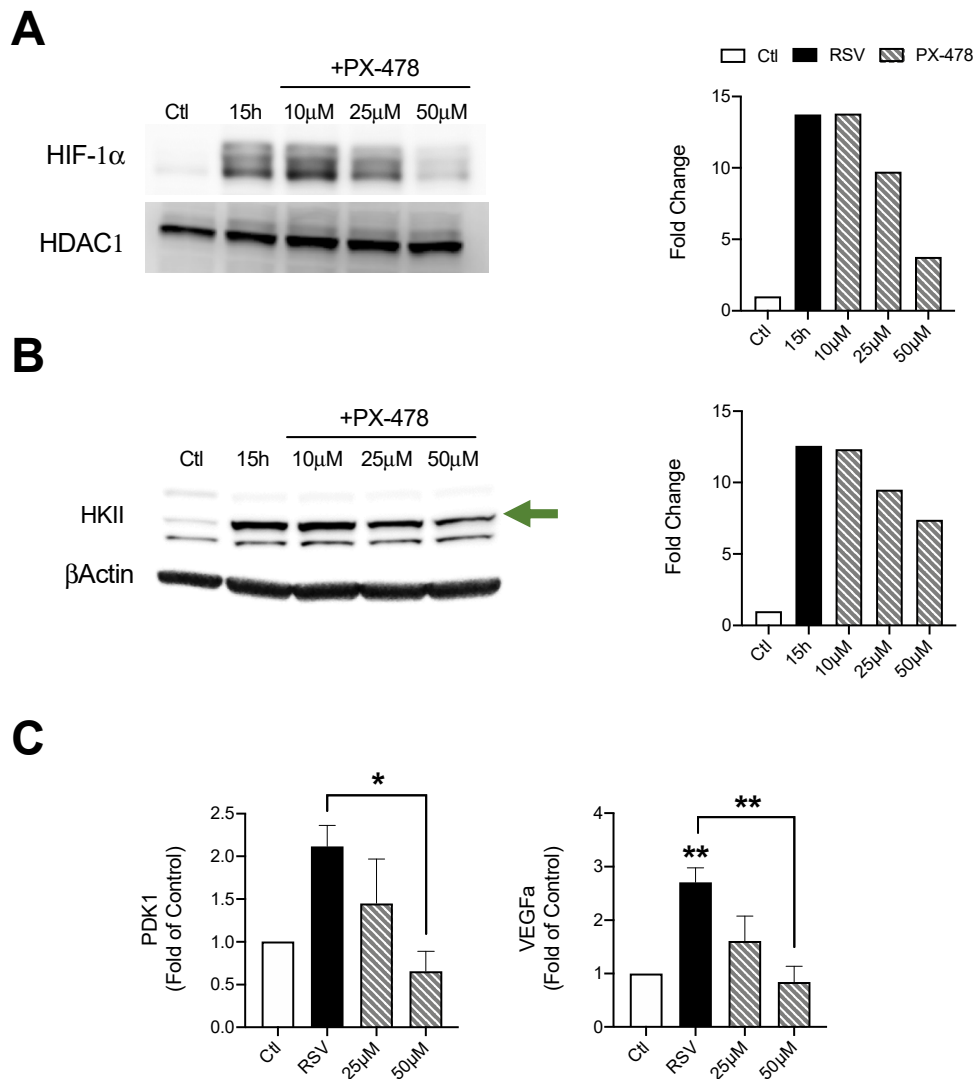 A
+PX-478
Ctl 15h 10μM 25μM 50μM
HIF-1α
HDAC1
Ctl RSV PX-478
Fold Change
15
10
5
0
Ctl 15h 10μM 25μM 50μM
B
+PX-478
Ctl 15h 10μM 25μM 50μM
HKII
βActin
Fold Change
15
10
5
0
Ctl 15h 10μM 25μM 50μM
C
PDK1
(Fold of Control)
2.5
2.0
1.5
1.0
0.5
0.0
*
Ctl RSV 25μM 50μM
VEGFa
(Fold of Control)
4
3
2
1
0
**
**
Ctl RSV 25μM 50μM